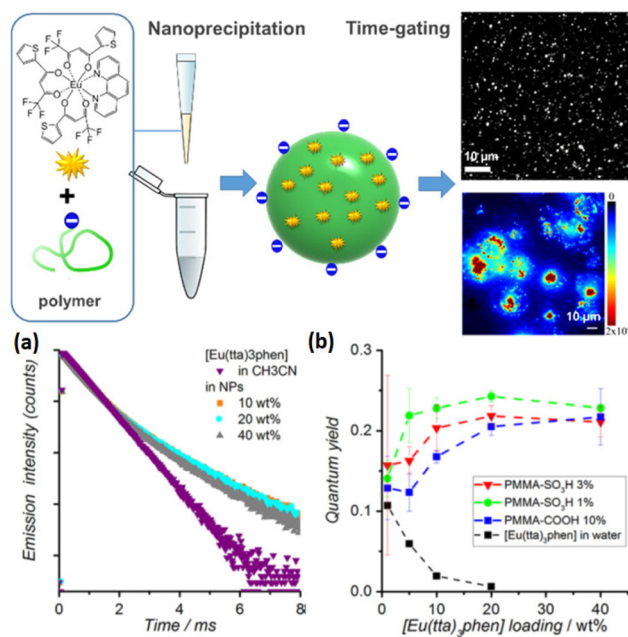 Nanoprecipitation
Time-gating
S
S
S
O
O
O
O
O
O
Eu
N
N
F
F
F
F
F
F
CF₃
+
polymer
10 µm
0
2x10
10 µm
(a)
Emission intensity (counts)
[Eu(tta)3phen]
in CH3CN
in NPs
10 wt%
20 wt%
40 wt%
0
2
4
6
8
Time / ms
(b)
Quantum yield
0.3
0.2
0.1
0.0
PMMA-SO₃H 3%
PMMA-SO₃H 1%
PMMA-COOH 10%
[Eu(tta)₃phen] in water
0
10
20
30
40
[Eu(tta)₃phen] loading / wt%